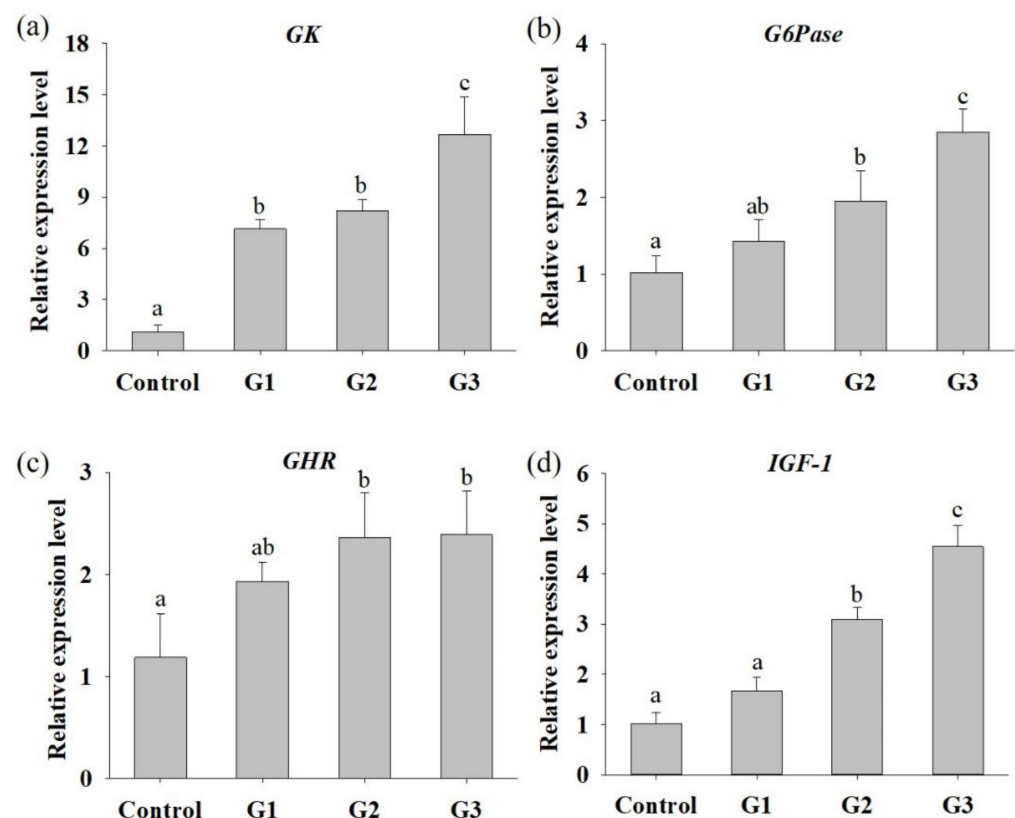 (a)
GK
Relative expression level
18
15
12
9
6
3
0
a
b
b
c
Control G1 G2 G3
(b)
G6Pase
Relative expression level
4
3
2
1
0
a
ab
b
c
Control G1 G2 G3
(c)
GHR
Relative expression level
3
2
1
0
a
ab
b
b
Control G1 G2 G3
(d)
IGF-1
Relative expression level
6
5
4
3
2
1
0
a
a
b
c
Control G1 G2 G3